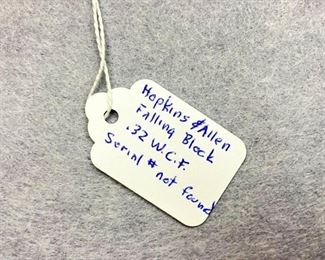 Hopkins & Allen
Falling Block
.32 W.C.F.
Serial # not found